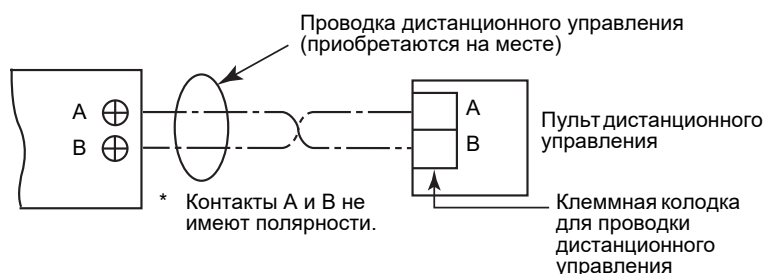 Проводка дистанционного управления
(приобретаются на месте)
A
B
A
B
Пульт дистанционного
управления
* Контакты А и В не
имеют полярности.
Клеммная колодка
для проводки
дистанционного
управления